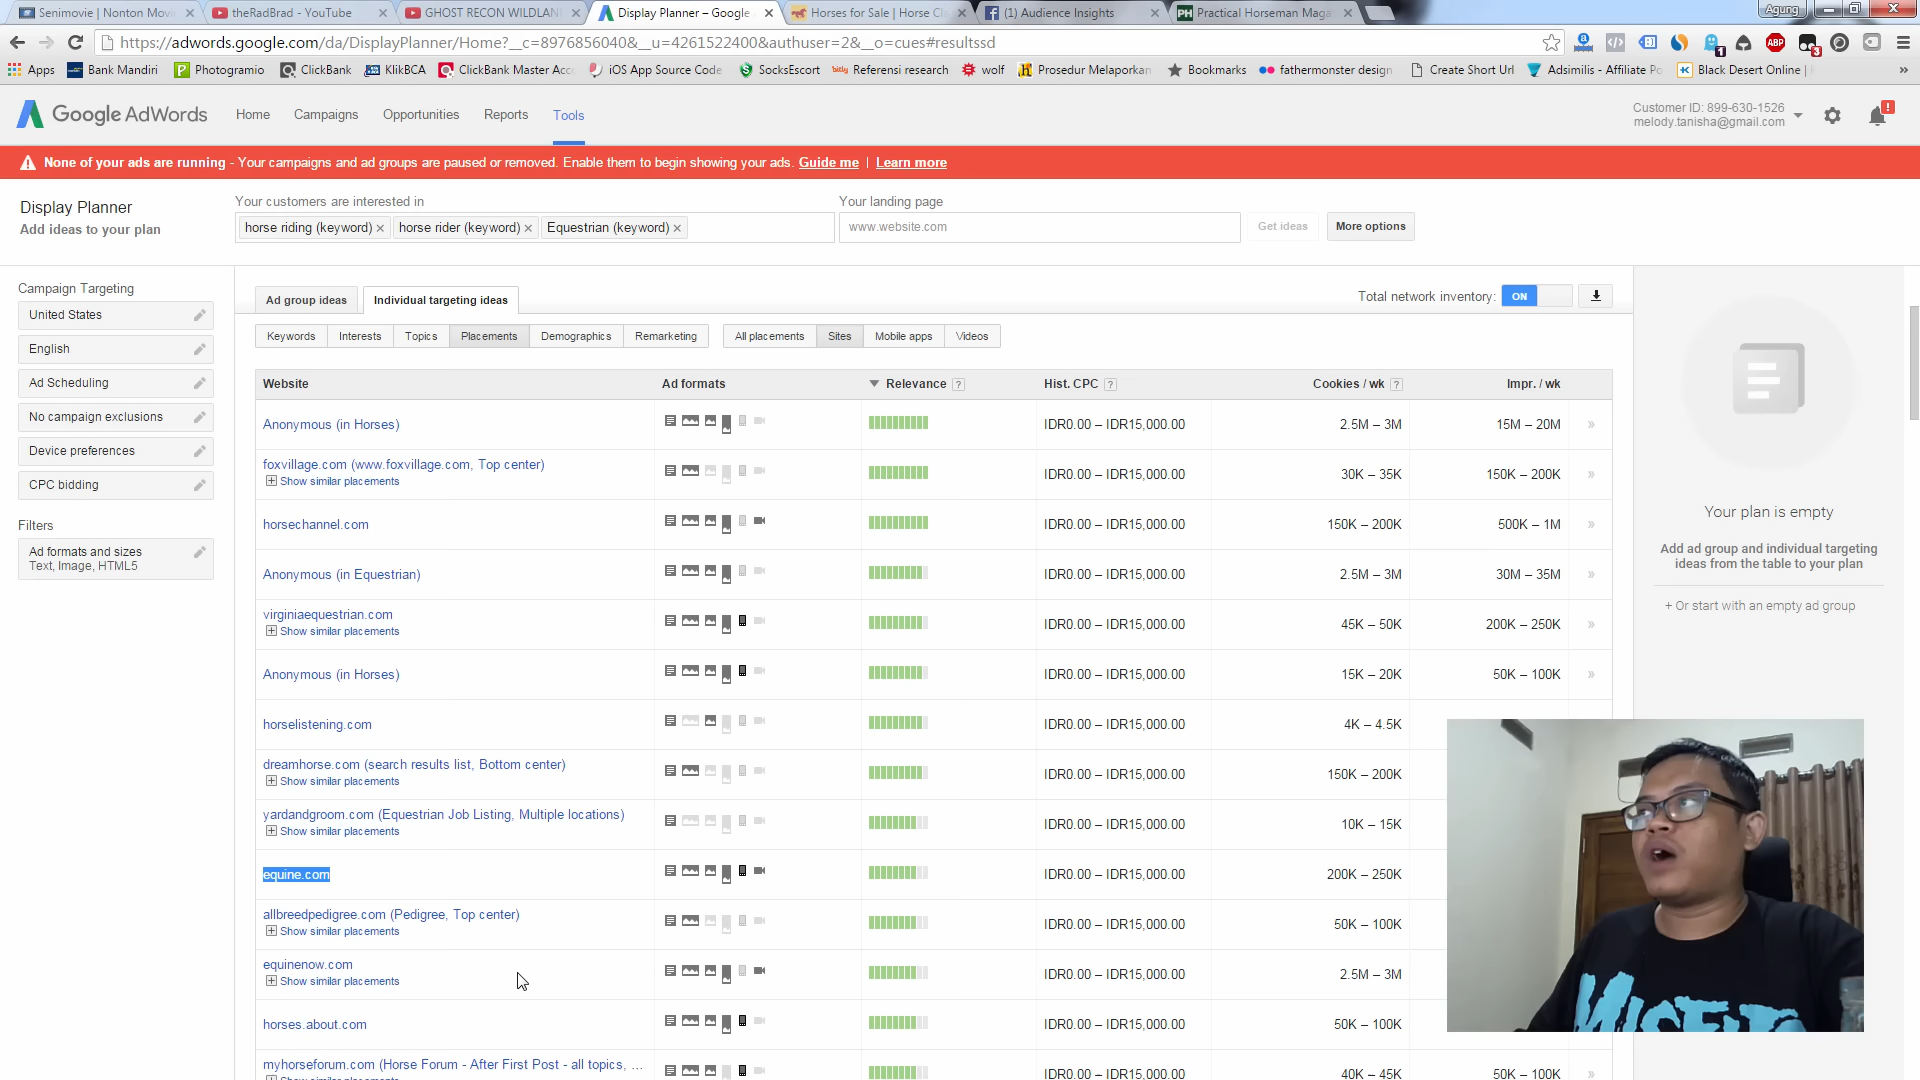 Senimovie | Nonton Movi
theRadBrad - YouTube
GHOST RECON WILDLAN
Display Planner – Google
Horses for Sale | Horse Cl
(1) Audience Insights
Practical Horseman Maga
Agung
https://adwords.google.com/da/DisplayPlanner/Home?__c=8976856040&__u=4261522400&authuser=2&__o=cues#resultssd
Apps
Bank Mandiri
Photogramio
ClickBank
KlikBCA
ClickBank Master Acc
iOS App Source Code
SocksEscort
Referensi research
wolf
Prosedur Melaporkan
Bookmarks
fathermonster design
Create Short Url
Adsimilis - Affiliate Po
Black Desert Online |
Google AdWords
Home
Campaigns
Opportunities
Reports
Tools
Customer ID: 899-630-1526
melody.tanisha@gmail.com
None of your ads are running - Your campaigns and ad groups are paused or removed. Enable them to begin showing your ads. Guide me | Learn more
Display Planner
Add ideas to your plan
Your customers are interested in
horse riding (keyword) horse rider (keyword) Equestrian (keyword)
Your landing page
www.website.com
Get ideas
More options
Campaign Targeting
United States
English
Ad Scheduling
No campaign exclusions
Device preferences
CPC bidding
Filters
Ad formats and sizes
Text, Image, HTML5
Ad group ideas
Individual targeting ideas
Total network inventory: ON
Keywords Interests Topics Placements Demographics Remarketing
All placements Sites Mobile apps Videos
Website Ad formats Relevance ? Hist. CPC ? Cookies / wk ? Impr. / wk
Anonymous (in Horses) IDR0.00 – IDR15,000.00 2.5M – 3M 15M – 20M
foxvillage.com (www.foxvillage.com, Top center) IDR0.00 – IDR15,000.00 30K – 35K 150K – 200K
Show similar placements
horsechannel.com IDR0.00 – IDR15,000.00 150K – 200K 500K – 1M
Anonymous (in Equestrian) IDR0.00 – IDR15,000.00 2.5M – 3M 30M – 35M
virginiaequestrian.com IDR0.00 – IDR15,000.00 45K – 50K 200K – 250K
Show similar placements
Anonymous (in Horses) IDR0.00 – IDR15,000.00 15K – 20K 50K – 100K
horselistening.com IDR0.00 – IDR15,000.00 4K – 4.5K
dreamhorse.com (search results list, Bottom center) IDR0.00 – IDR15,000.00 150K – 200K
Show similar placements
yardandgroom.com (Equestrian Job Listing, Multiple locations) IDR0.00 – IDR15,000.00 10K – 15K
Show similar placements
equine.com IDR0.00 – IDR15,000.00 200K – 250K
allbreedpedigree.com (Pedigree, Top center) IDR0.00 – IDR15,000.00 50K – 100K
Show similar placements
equinenow.com IDR0.00 – IDR15,000.00 2.5M – 3M
Show similar placements
horses.about.com IDR0.00 – IDR15,000.00 50K – 100K
myhorseforum.com (Horse Forum - After First Post - all topics, ... IDR0.00 – IDR15,000.00 40K – 45K 50K – 100K
Your plan is empty
Add ad group and individual targeting
ideas from the table to your plan
+ Or start with an empty ad group